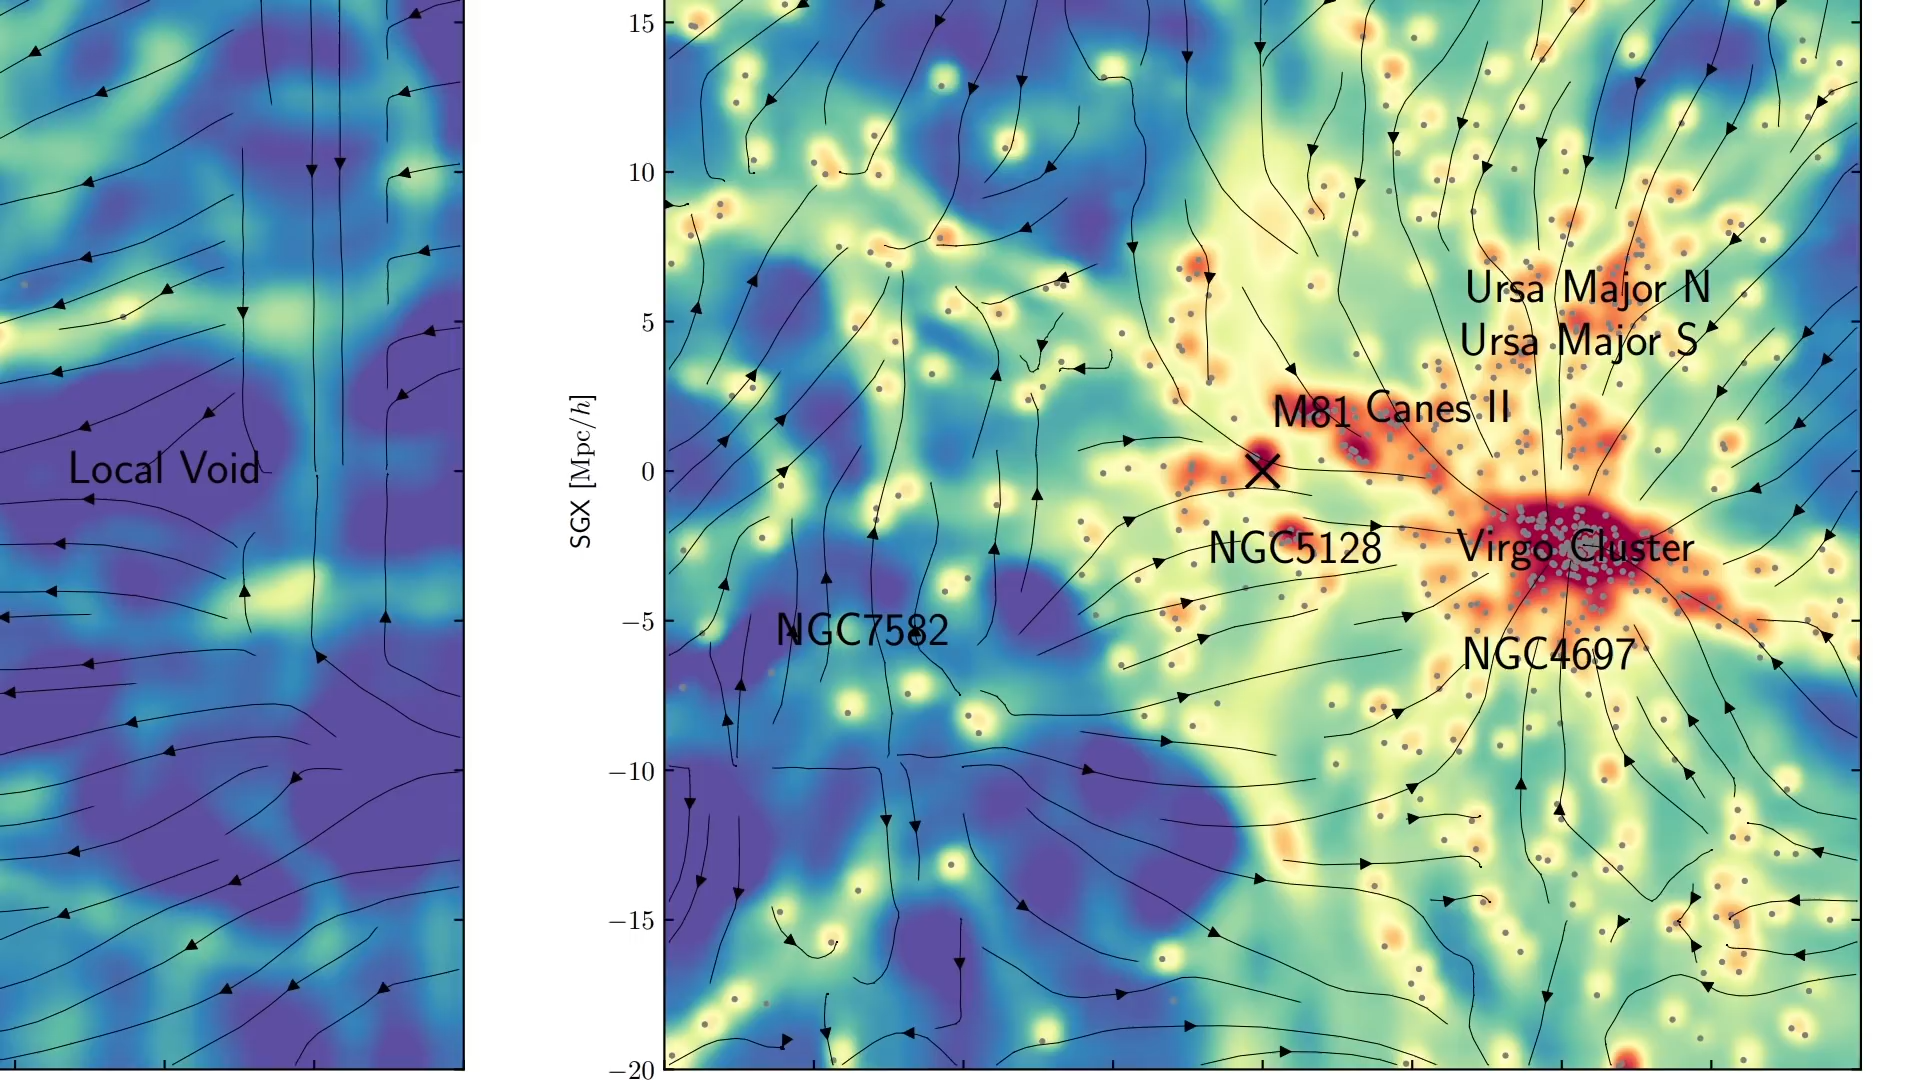 15
10
5
0
−5
−10
−15
−20
SGX [Mpc/h]
Local Void
Ursa Major N
Ursa Major S
M81
Canes II
NGC5128
Virgo Cluster
NGC7582
NGC4697